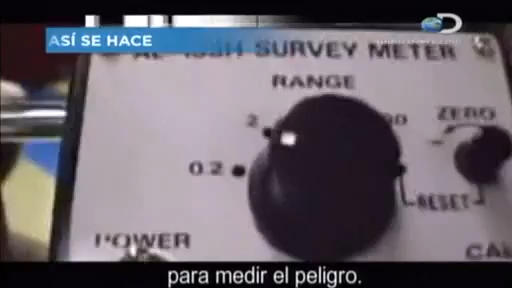 ASÍ SE HACE
SURVEY METER
RANGE
2
ZERO
0.2
RESET
POWER
para medir el peligro.